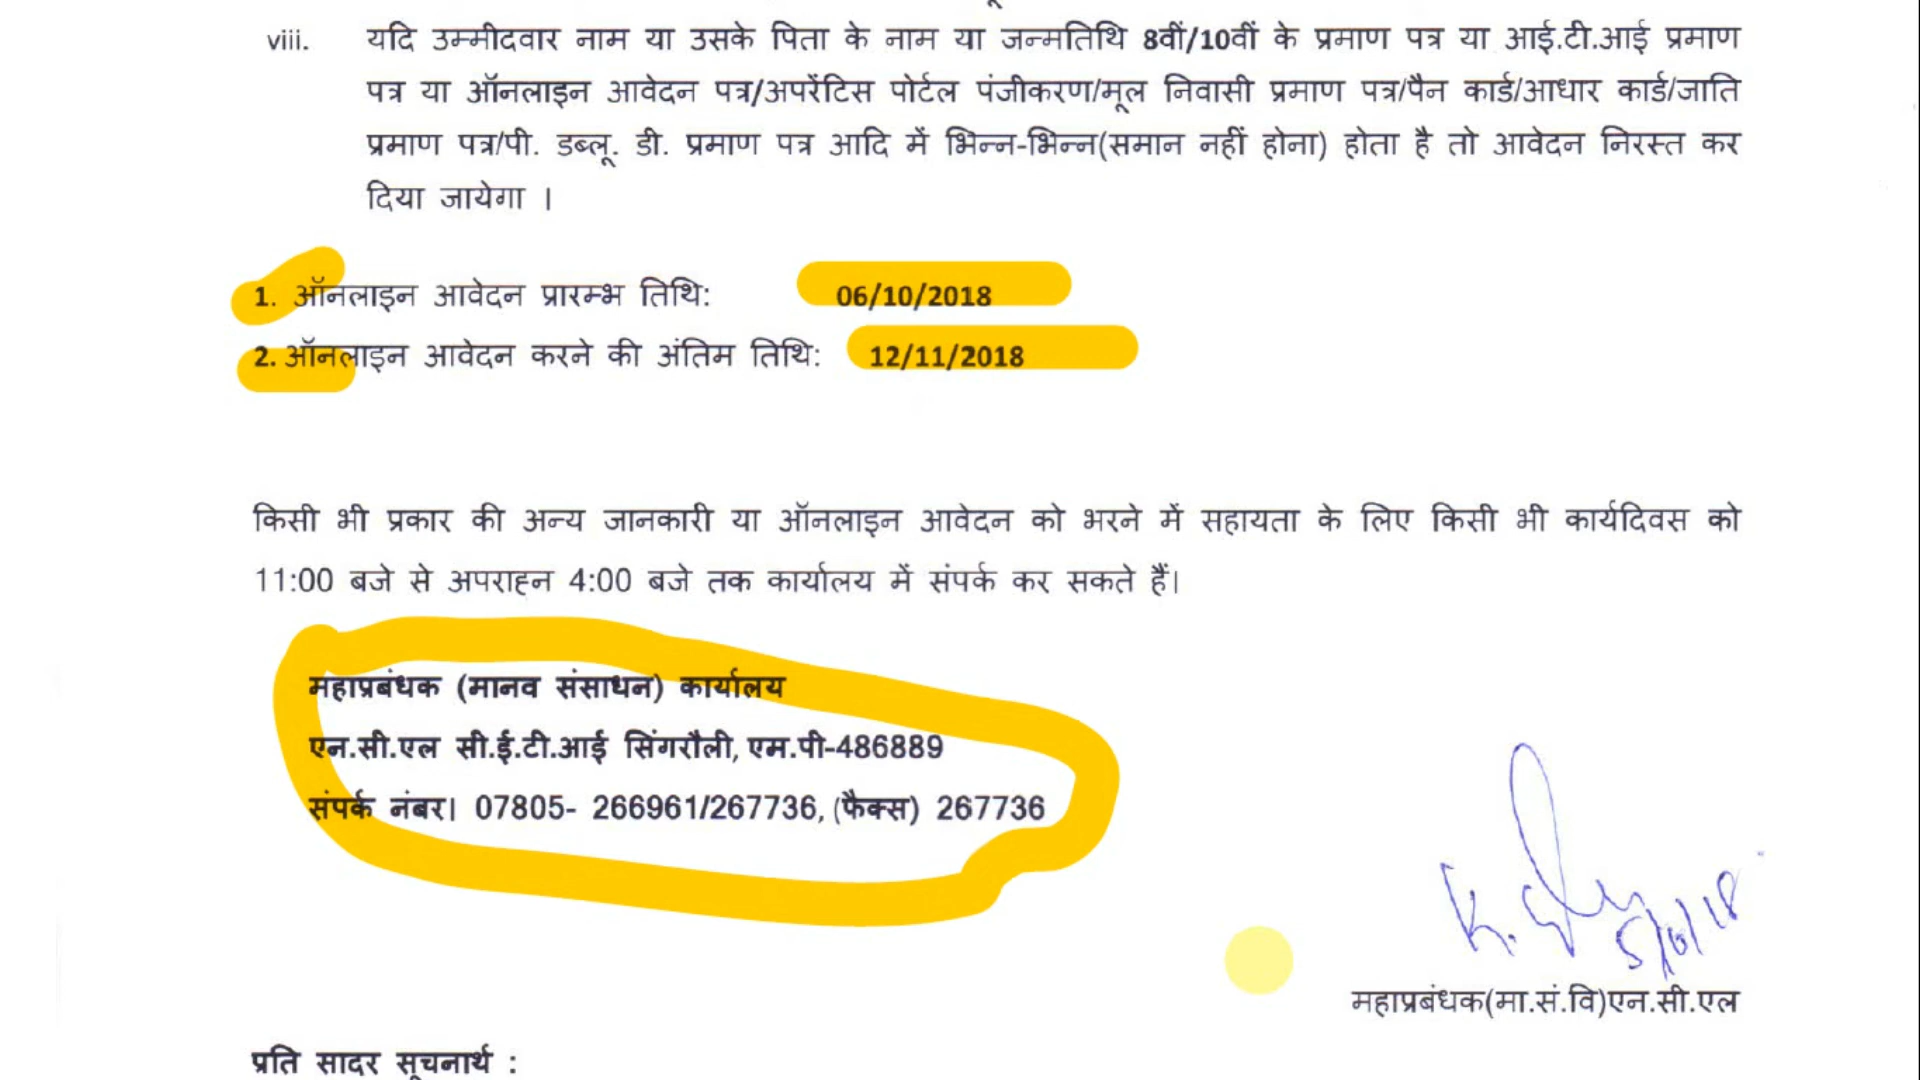 viii. यदि उम्मीदवार नाम या उसके पिता के नाम या जन्मतिथि 8वीं/10वीं के प्रमाण पत्र या आई.टी.आई प्रमाण
पत्र या ऑनलाइन आवेदन पत्र/अपरेंटिस पोर्टल पंजीकरण/मूल निवासी प्रमाण पत्र/पैन कार्ड/आधार कार्ड/जाति
प्रमाण पत्र/पी. डब्लू. डी. प्रमाण पत्र आदि में भिन्न-भिन्न(समान नहीं होना) होता है तो आवेदन निरस्त कर
दिया जायेगा ।
1. ऑनलाइन आवेदन प्रारम्भ तिथि: 06/10/2018
2. ऑनलाइन आवेदन करने की अंतिम तिथि: 12/11/2018
किसी भी प्रकार की अन्य जानकारी या ऑनलाइन आवेदन को भरने में सहायता के लिए किसी भी कार्यदिवस को
11:00 बजे से अपराह्न 4:00 बजे तक कार्यालय में संपर्क कर सकते हैं।
महाप्रबंधक (मानव संसाधन) कार्यालय
एन.सी.एल सी.ई.टी.आई सिंगरौली, एम.पी-486889
संपर्क नंबर। 07805- 266961/267736, (फैक्स) 267736
महाप्रबंधक(मा.सं.वि)एन.सी.एल
प्रति सादर सूचनार्थ :